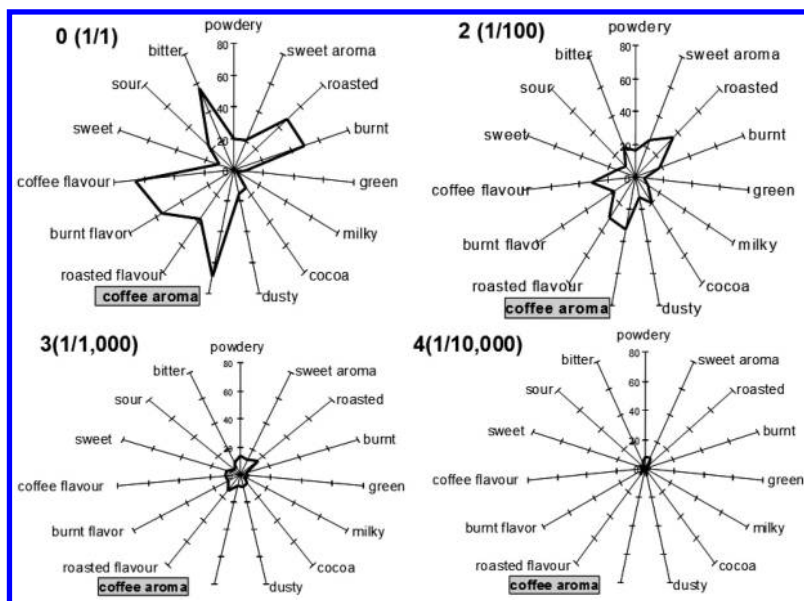 0 (1/1)
powdery
bitter
sweet aroma
sour
roasted
sweet
burnt
coffee flavour
green
burnt flavor
milky
roasted flavour
cocoa
coffee aroma
dusty
80
60
40
20
2 (1/100)
powdery
bitter
sweet aroma
sour
roasted
sweet
burnt
coffee flavour
green
burnt flavor
milky
roasted flavour
cocoa
coffee aroma
dusty
80
60
40
20
3(1/1,000)
powdery
bitter
sweet aroma
sour
roasted
sweet
burnt
coffee flavour
green
burnt flavor
milky
roasted flavour
cocoa
coffee aroma
dusty
80
60
40
20
4(1/10,000)
powdery
bitter
sweet aroma
sour
roasted
sweet
burnt
coffee flavour
green
burnt flavor
milky
roasted flavour
cocoa
coffee aroma
dusty
80
60
40
20